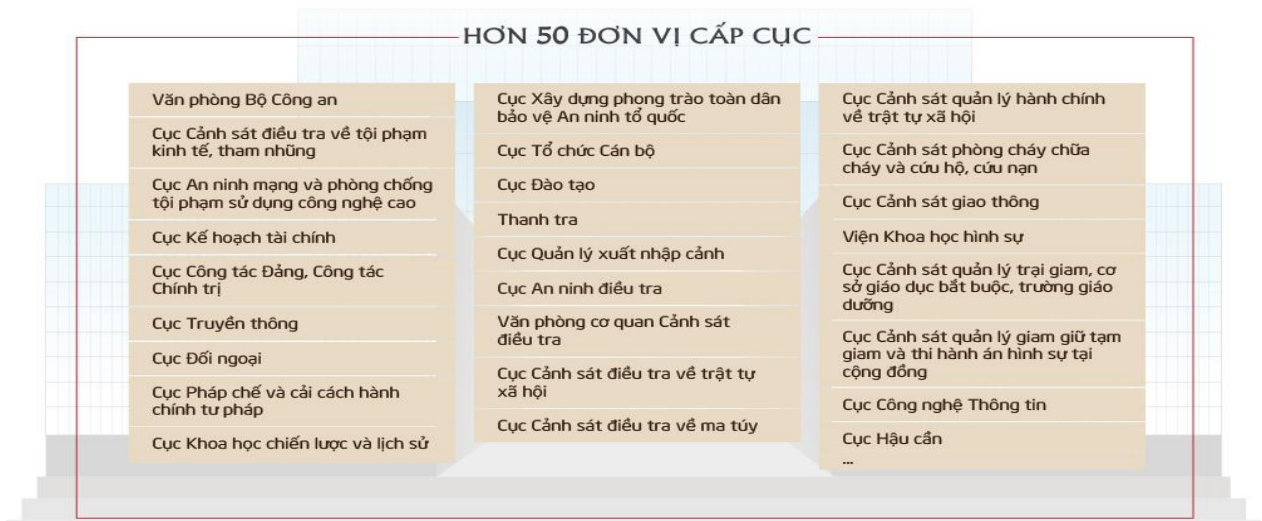 HƠN 50 ĐƠN VỊ CẤP CỤC
Văn phòng Bộ Công an
Cục Cảnh sát điều tra về tội phạm
kinh tế, tham nhũng
Cục An ninh mạng và phòng chống
tội phạm sử dụng công nghệ cao
Cục Kế hoạch tài chính
Cục Công tác Đảng, Công tác
Chính trị
Cục Truyền thông
Cục Đối ngoại
Cục Pháp chế và cải cách hành
chính tư pháp
Cục Khoa học chiến lược và lịch sử
Cục Xây dựng phong trào toàn dân
bảo vệ An ninh tổ quốc
Cục Tổ chức Cán bộ
Cục Đào tạo
Thanh tra
Cục Quản lý xuất nhập cảnh
Cục An ninh điều tra
Văn phòng cơ quan Cảnh sát
điều tra
Cục Cảnh sát điều tra về trật tự
xã hội
Cục Cảnh sát điều tra về ma túy
Cục Cảnh sát quản lý hành chính
về trật tự xã hội
Cục Cảnh sát phòng cháy chữa
cháy và cứu hộ, cứu nạn
Cục Cảnh sát giao thông
Viện Khoa học hình sự
Cục Cảnh sát quản lý trại giam, cơ
sở giáo dục bắt buộc, trường giáo
dưỡng
Cục Cảnh sát quản lý giam giữ tạm
giam và thi hành án hình sự tại
cộng đồng
Cục Công nghệ Thông tin
Cục Hậu cần
...